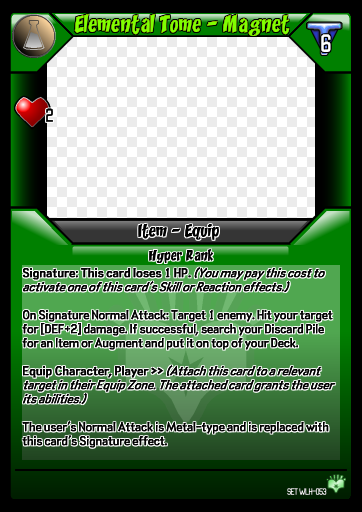 Elemental Tome - Magnet
6
2
Item - Equip
Hyper Rank
Signature: This card loses 1 HP. (You may pay this cost to
activate one of this card's Skill or Reaction effects.)
On Signature Normal Attack: Target 1 enemy. Hit your target
for [DEF+2] damage. If successful, search your Discard Pile
for an Item or Augment and put it on top of your Deck.
Equip Character, Player >> (Attach this card to a relevant
target in their Equip Zone. The attached card grants the user
its abilities.)
The user's Normal Attack is Metal-type and is replaced with
this card's Signature effect.
SET WLH-053